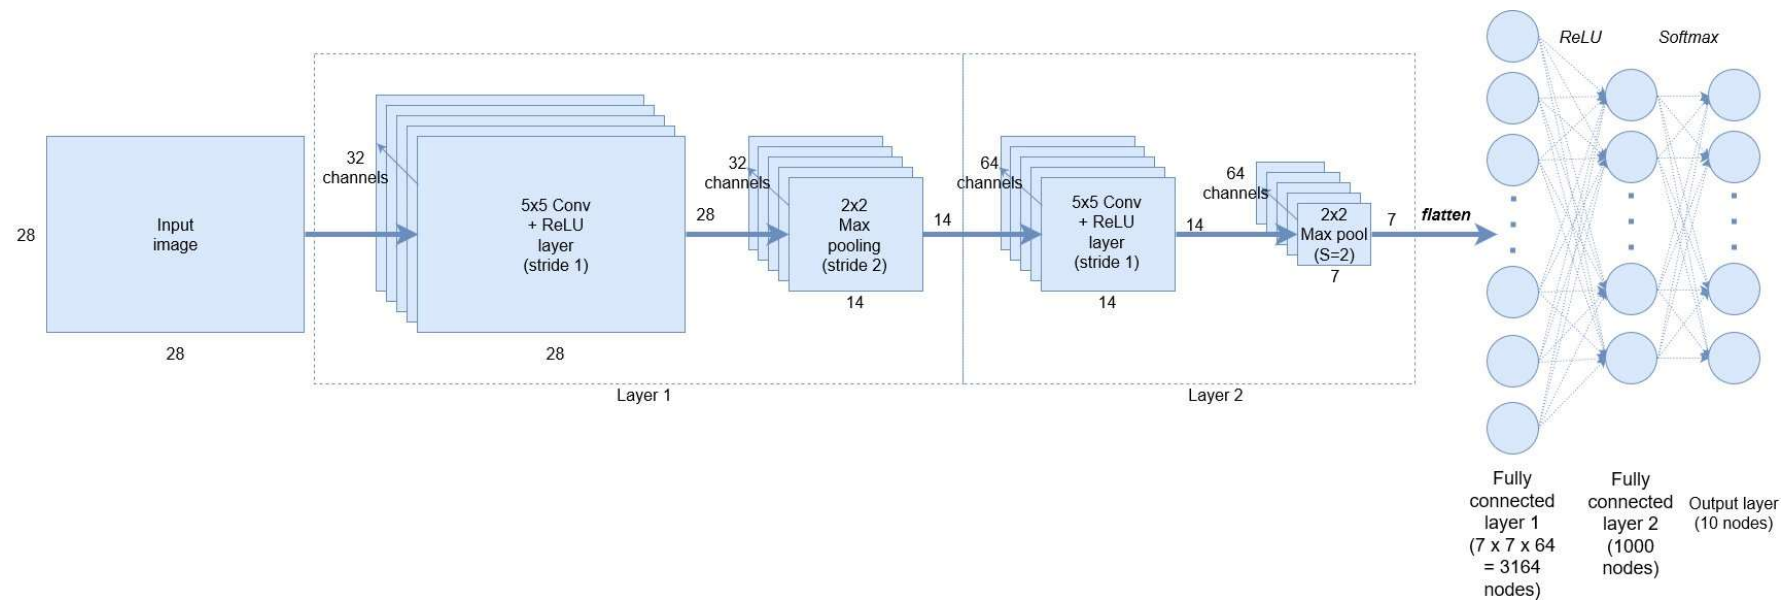 28
Input
image
28
32
channels
5x5 Conv
+ ReLU
layer
(stride 1)
28
28
32
channels
2x2
Max
pooling
(stride 2)
14
14
Layer 1
64
channels
5x5 Conv
+ ReLU
layer
(stride 1)
14
14
64
channels
2x2
Max pool
(S=2)
7
7
Layer 2
flatten
ReLU
Softmax
Fully
connected
layer 1
(7 x 7 x 64
= 3164
nodes)
Fully
connected
layer 2
(1000
nodes)
Output layer
(10 nodes)